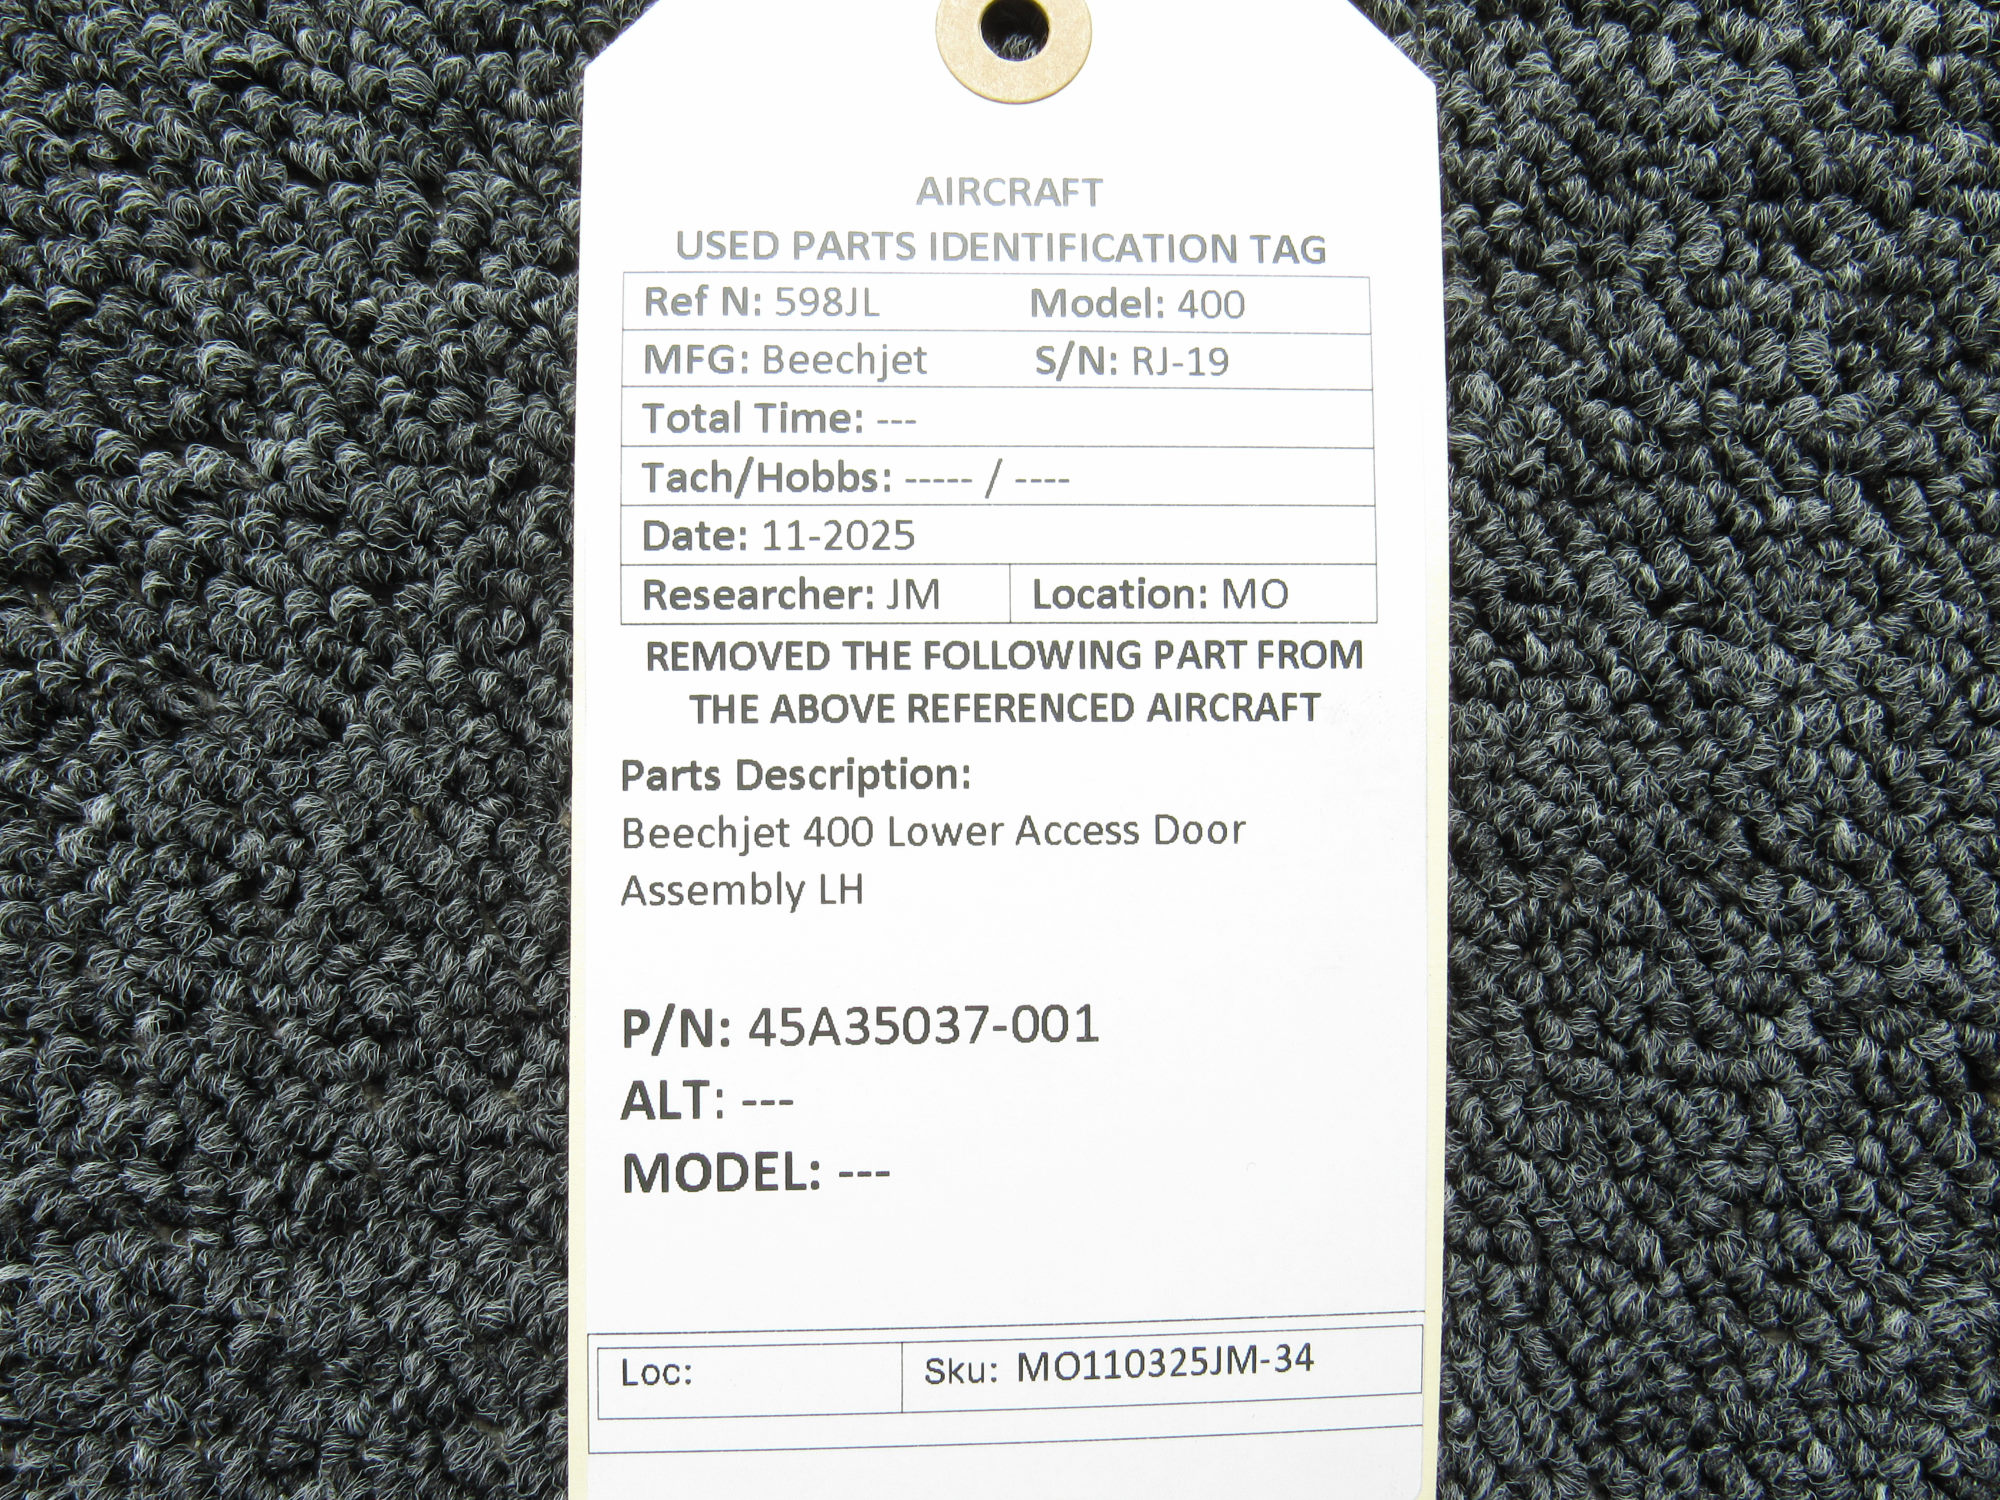 AIRCRAFT
USED PARTS IDENTIFICATION TAG
Ref N: 598JL Model: 400
MFG: Beechjet S/N: RJ-19
Total Time: ---
Tach/Hobbs: ----- / ----
Date: 11-2025
Researcher: JM Location: MO
REMOVED THE FOLLOWING PART FROM
THE ABOVE REFERENCED AIRCRAFT
Parts Description:
Beechjet 400 Lower Access Door
Assembly LH
P/N: 45A35037-001
ALT: ---
MODEL: ---
Loc: Sku: MO110325JM-34